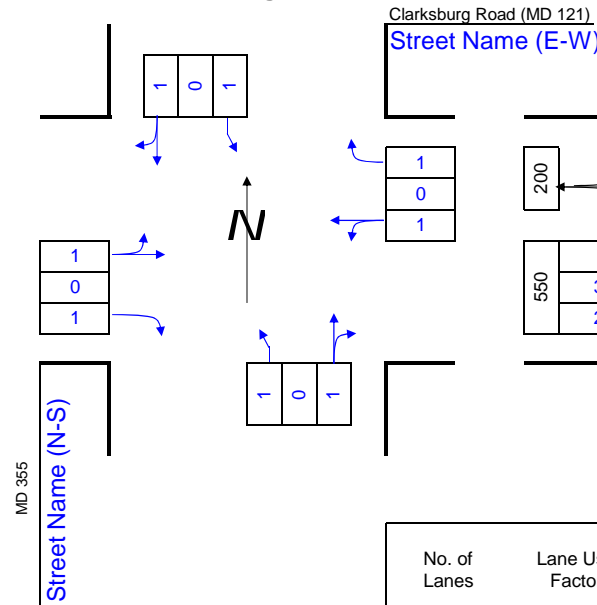 Clarksburg Road (MD 121)
Street Name (E-W)
1 0 1
1
0
1
200
N
1
0
1
550
1 0 1
MD 355
Street Name (N-S)
No. of
Lanes
Lane